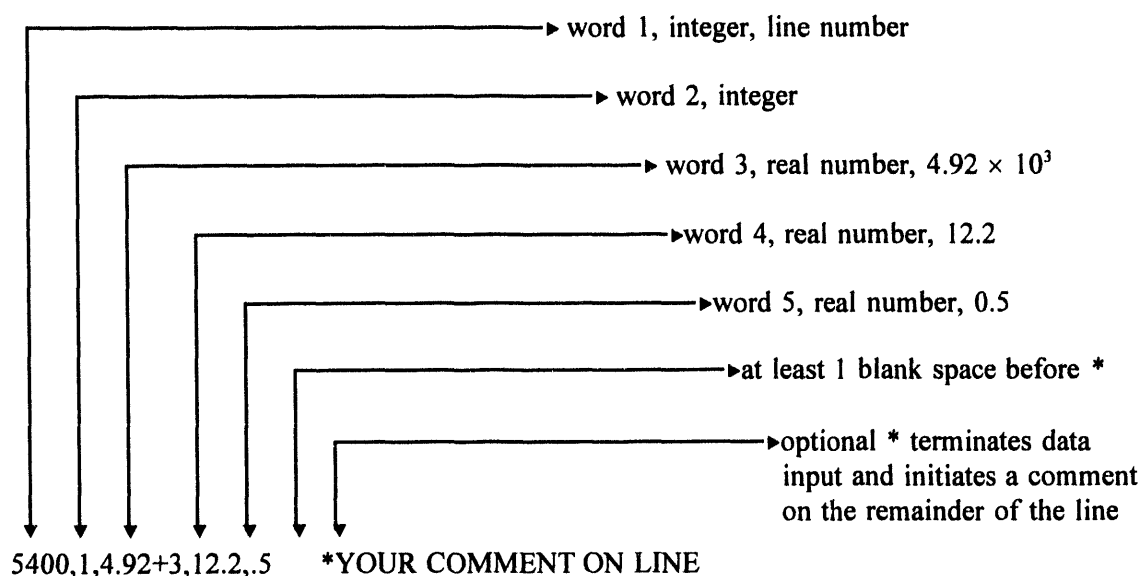 word 1, integer, line number
word 2, integer
word 3, real number, 4.92 × 10³
word 4, real number, 12.2
word 5, real number, 0.5
at least 1 blank space before *
optional * terminates data
input and initiates a comment
on the remainder of the line
5400,1,4.92+3,12.2,.5 *YOUR COMMENT ON LINE